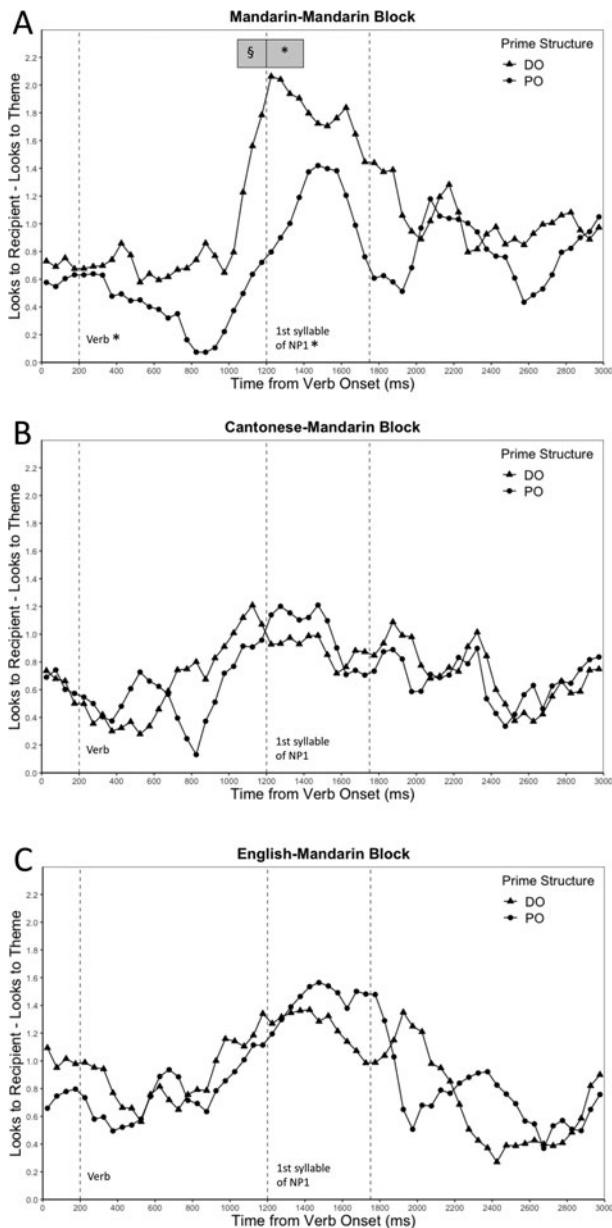 A
Mandarin-Mandarin Block
§ *
Prime Structure
DO
PO
Looks to Recipient - Looks to Theme
2.2
2.0
1.8
1.6
1.4
1.2
1.0
0.8
0.6
0.4
0.2
0.0
Verb *
1st syllable
of NP1 *
0 200 400 600 800 1000 1200 1400 1600 1800 2000 2200 2400 2600 2800 3000
Time from Verb Onset (ms)
B
Cantonese-Mandarin Block
Prime Structure
DO
PO
Looks to Recipient - Looks to Theme
2.2
2.0
1.8
1.6
1.4
1.2
1.0
0.8
0.6
0.4
0.2
0.0
Verb
1st syllable
of NP1
0 200 400 600 800 1000 1200 1400 1600 1800 2000 2200 2400 2600 2800 3000
Time from Verb Onset (ms)
C
English-Mandarin Block
Prime Structure
DO
PO
Looks to Recipient - Looks to Theme
2.2
2.0
1.8
1.6
1.4
1.2
1.0
0.8
0.6
0.4
0.2
0.0
Verb
1st syllable
of NP1
0 200 400 600 800 1000 1200 1400 1600 1800 2000 2200 2400 2600 2800 3000
Time from Verb Onset (ms)